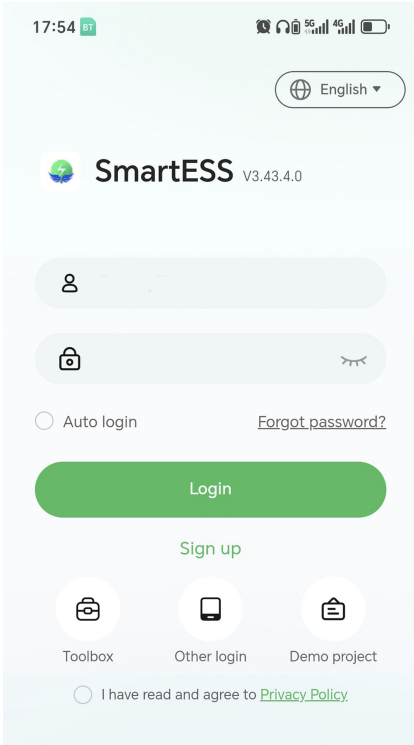 17:54 BT 5G 4G
English
SmartESS V3.43.4.0
Auto login Forgot password?
Login
Sign up
Toolbox Other login Demo project
I have read and agree to Privacy Policy